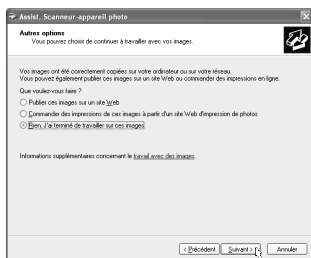 Assist. Scanneur-appareil photo
Autres options
Vous pouvez choisir de continuer à travailler avec vos images.
Vos images ont été correctement copiées sur votre ordinateur ou sur votre réseau.
Vous pouvez également publier ces images sur un site Web ou commander des impressions en ligne.
Que voulez-vous faire ?
Publier ces images sur un site Web
Commander des impressions de ces images à partir d'un site Web d'impression de photos
Rien. J'ai terminé de travailler sur ces images
Informations supplémentaires concernant le travail avec des images.
< Précédent Suivant > Annuler